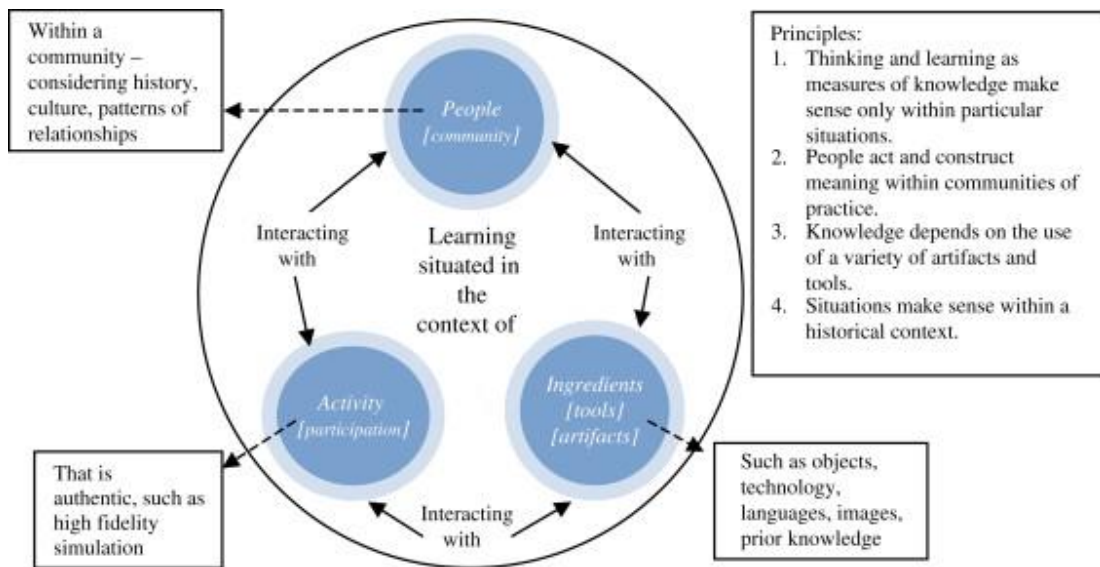 Within a
community –
considering history,
culture, patterns of
relationships
People
[community]
Principles:
1. Thinking and learning as
measures of knowledge make
sense only within particular
situations.
2. People act and construct
meaning within communities of
practice.
3. Knowledge depends on the use
of a variety of artifacts and
tools.
4. Situations make sense within a
historical context.
Interacting
with
Learning
situated in
the
context of
Interacting
with
Activity
[participation]
Ingredients
[tools]
[artifacts]
That is
authentic, such as
high fidelity
simulation
Interacting
with
Such as objects,
technology,
languages, images,
prior knowledge